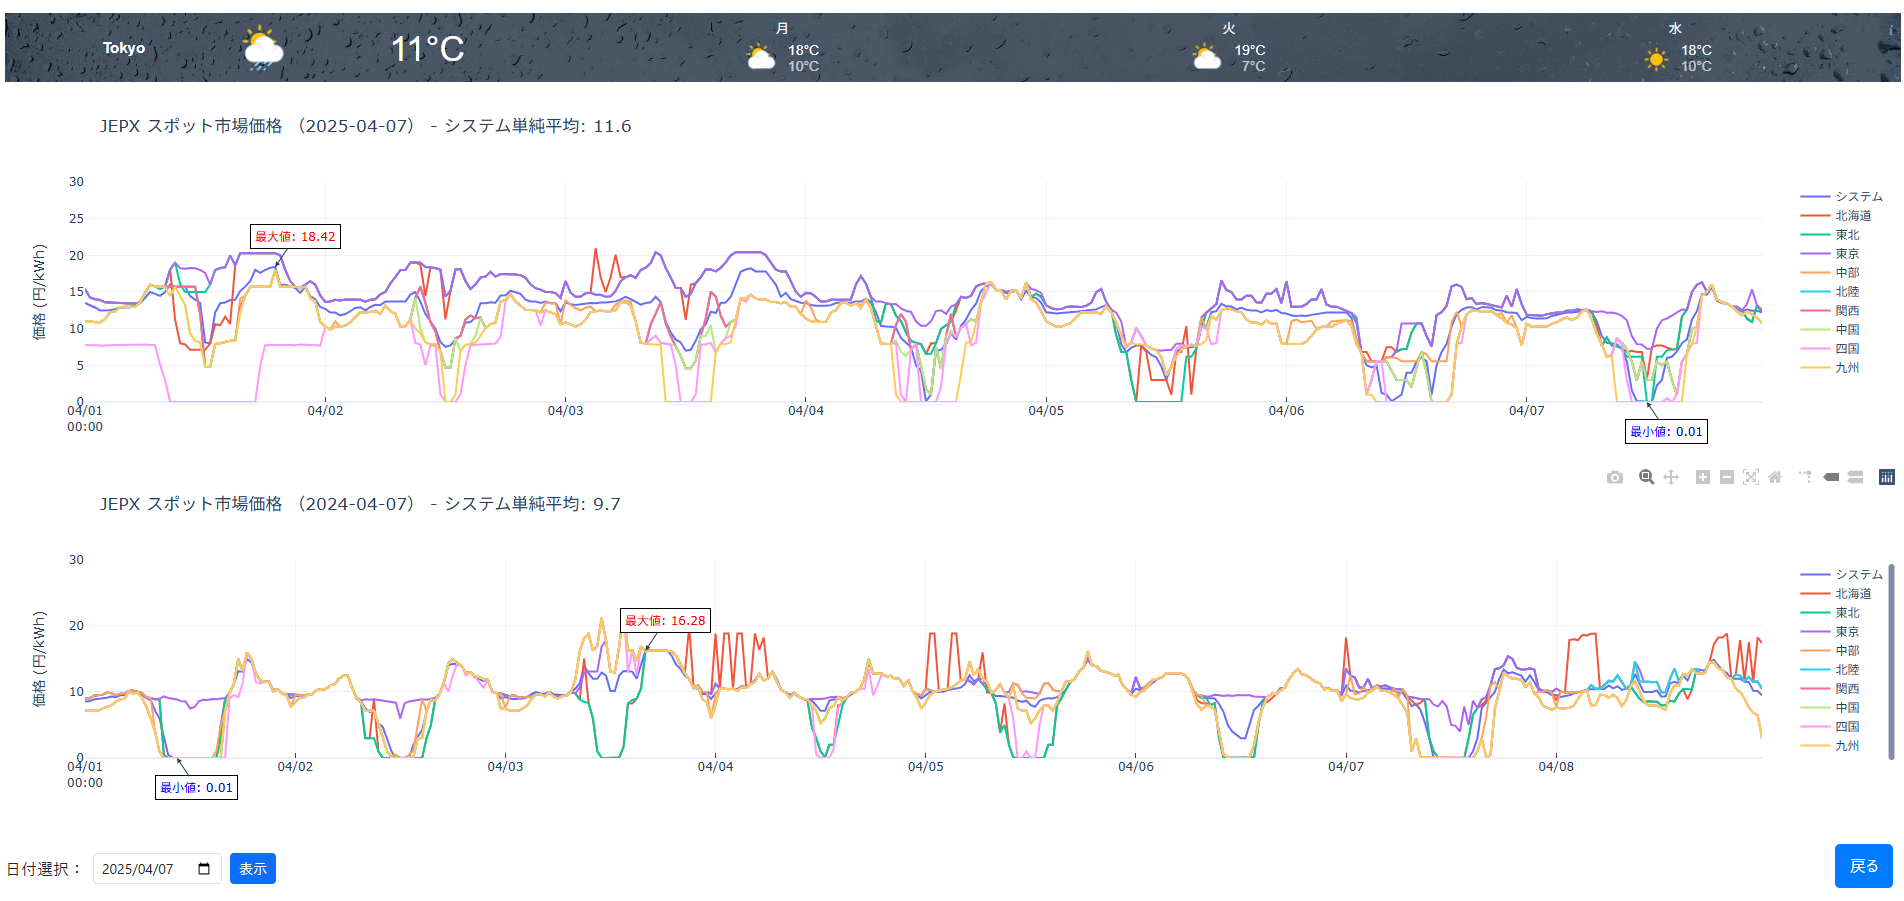 Tokyo
11°C
月
18°C
10°C
火
19°C
7°C
水
18°C
10°C
JEPX スポット市場価格 （2025-04-07） - システム単純平均: 11.6
価格 (円/kWh)
30
25
20
15
10
5
0
最大値: 18.42
最小値: 0.01
04/01
00:00
04/02
04/03
04/04
04/05
04/06
04/07
システム
北海道
東北
東京
中部
北陸
関西
中国
四国
九州
JEPX スポット市場価格 （2024-04-07） - システム単純平均: 9.7
価格 (円/kWh)
30
20
10
0
最大値: 16.28
最小値: 0.01
04/01
00:00
04/02
04/03
04/04
04/05
04/06
04/07
04/08
システム
北海道
東北
東京
中部
北陸
関西
中国
四国
九州
日付選択：
2025/04/07
表示
戻る